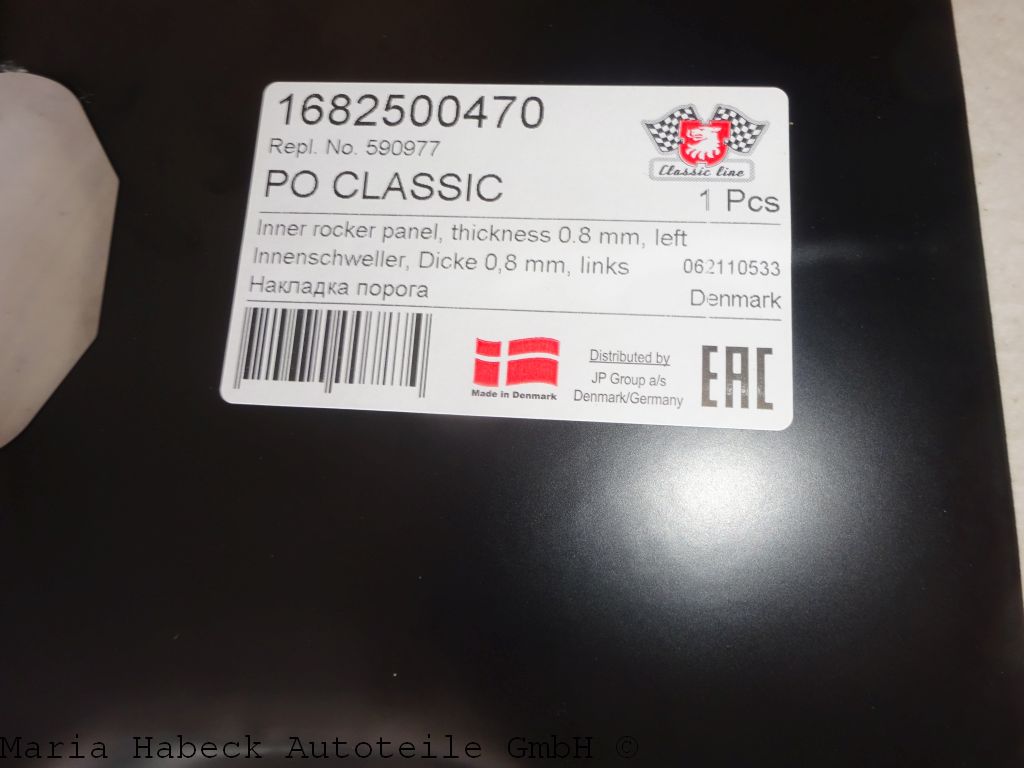 1682500470
Repl. No. 590977
Classic line
PO CLASSIC
1 Pcs
Inner rocker panel, thickness 0.8 mm, left
Innenschweller, Dicke 0,8 mm, links
062110533
Накладка порога
Denmark
Made in Denmark
Distributed by
JP Group a/s
Denmark/Germany
EAC
Maria Habeck Autoteile GmbH ©